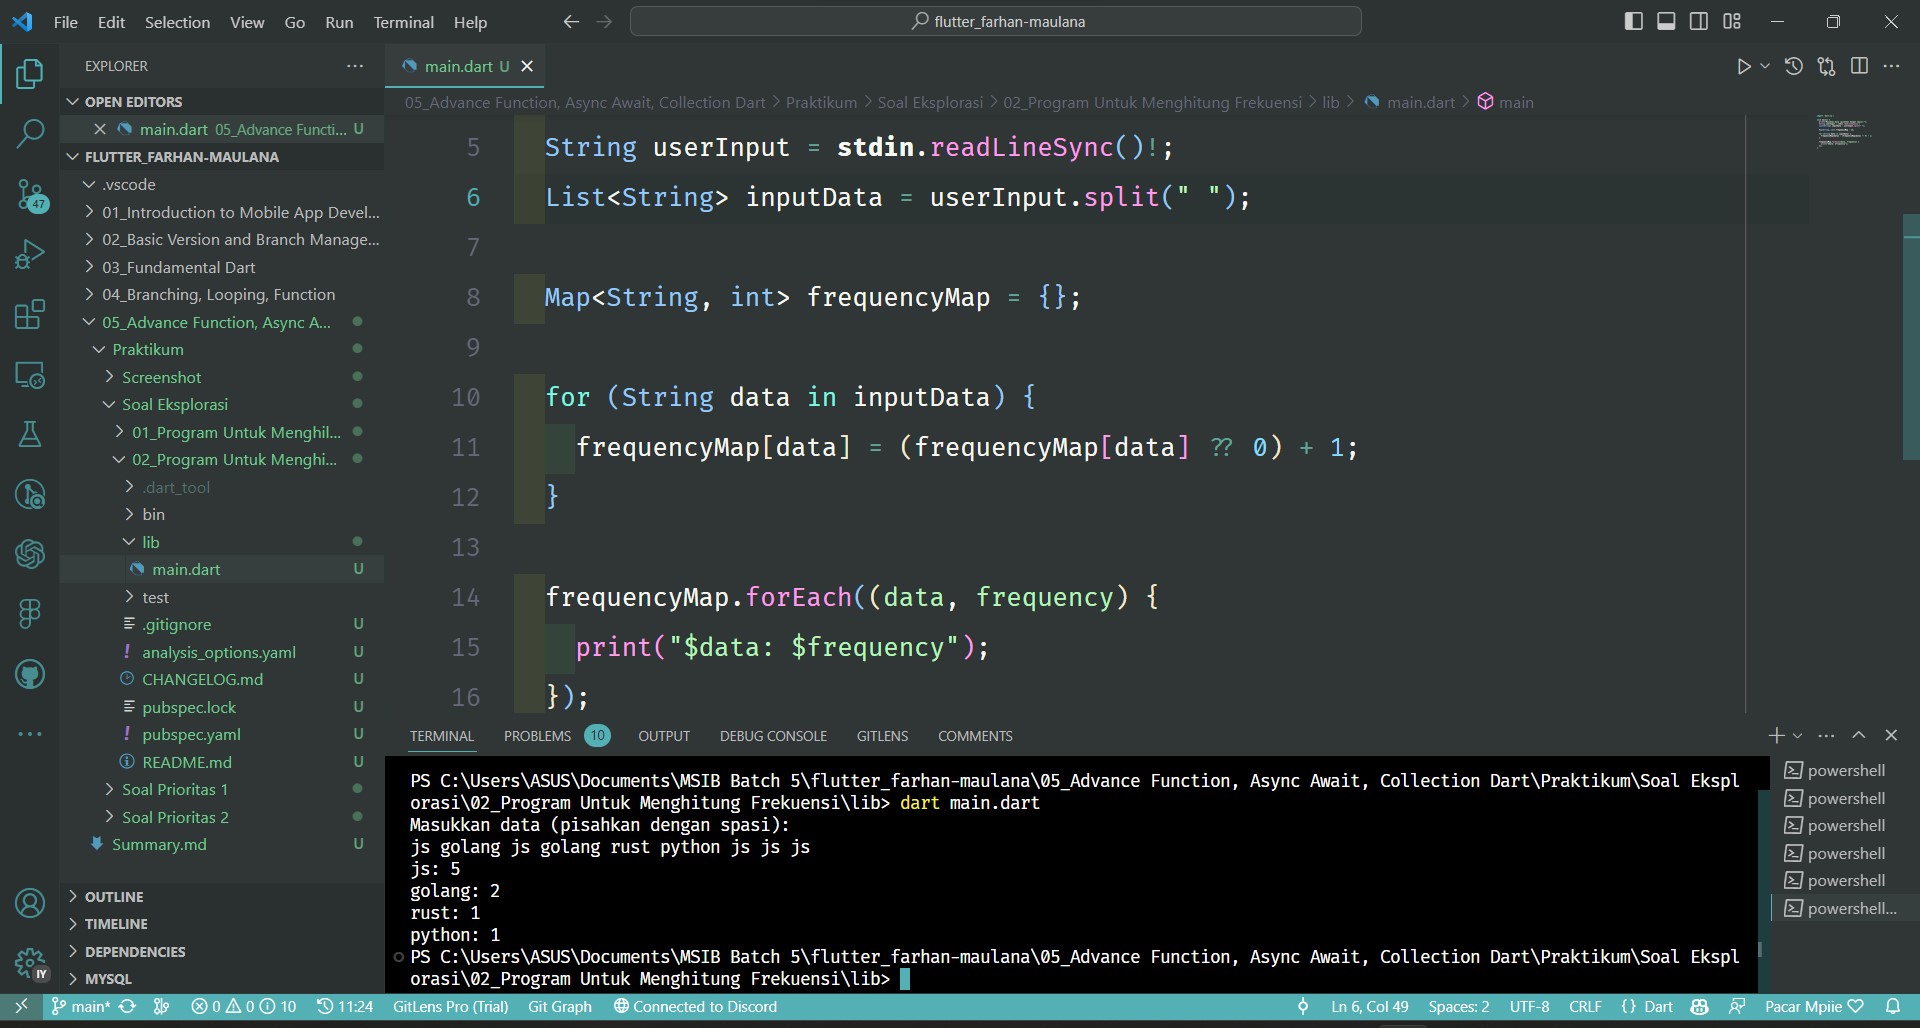 File Edit Selection View Go Run Terminal Help
flutter_farhan-maulana
EXPLORER
OPEN EDITORS
main.dart 05_Advance Functi... U
FLUTTER_FARHAN-MAULANA
.vscode
01_Introduction to Mobile App Devel...
02_Basic Version and Branch Manage...
03_Fundamental Dart
04_Branching, Looping, Function
05_Advance Function, Async A...
Praktikum
Screenshot
Soal Eksplorasi
01_Program Untuk Menghil...
02_Program Untuk Menghi...
.dart_tool
bin
lib
main.dart U
test
.gitignore U
analysis_options.yaml U
CHANGELOG.md U
pubspec.lock U
pubspec.yaml U
README.md U
Soal Prioritas 1
Soal Prioritas 2
Summary.md U
OUTLINE
TIMELINE
DEPENDENCIES
MYSQL
47
IY
main.dart U
05_Advance Function, Async Await, Collection Dart > Praktikum > Soal Eksplorasi > 02_Program Untuk Menghitung Frekuensi > lib > main.dart > main
5 String userInput = stdin.readLineSync()!;
6 List<String> inputData = userInput.split(" ");
7
8 Map<String, int> frequencyMap = {};
9
10 for (String data in inputData) {
11 frequencyMap[data] = (frequencyMap[data] ?? 0) + 1;
12 }
13
14 frequencyMap.forEach((data, frequency) {
15 print("$data: $frequency");
16 });
TERMINAL PROBLEMS 10 OUTPUT DEBUG CONSOLE GITLENS COMMENTS
PS C:\Users\ASUS\Documents\MSIB Batch 5\flutter_farhan-maulana\05_Advance Function, Async Await, Collection Dart\Praktikum\Soal Ekspl
orasi\02_Program Untuk Menghitung Frekuensi\lib> dart main.dart
Masukkan data (pisahkan dengan spasi):
js golang js golang rust python js js js
js: 5
golang: 2
rust: 1
python: 1
PS C:\Users\ASUS\Documents\MSIB Batch 5\flutter_farhan-maulana\05_Advance Function, Async Await, Collection Dart\Praktikum\Soal Ekspl
orasi\02_Program Untuk Menghitung Frekuensi\lib>
powershell
powershell
powershell
powershell
powershell
powershell...
main* 0 0 10 11:24 GitLens Pro (Trial) Git Graph Connected to Discord Ln 6, Col 49 Spaces: 2 UTF-8 CRLF {} Dart Pacar Mpiie ♡